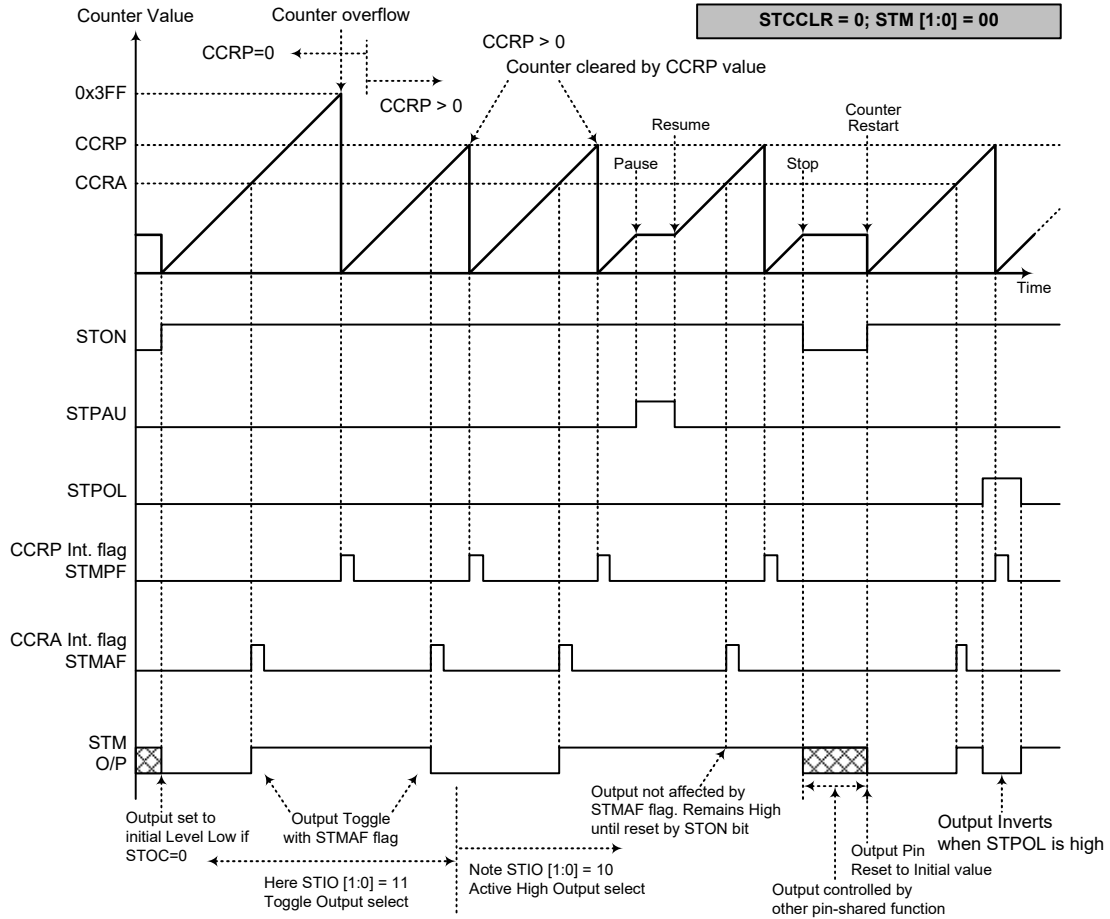 Counter Value
Counter overflow
STCCLR = 0; STM [1:0] = 00
CCRP=0
CCRP > 0
CCRP > 0
Counter cleared by CCRP value
0x3FF
CCRP
CCRA
Pause
Resume
Stop
Counter
Restart
Time
STON
STPAU
STPOL
CCRP Int. flag
STMPF
CCRA Int. flag
STMAF
STM
O/P
Output set to
initial Level Low if
STOC=0
Output Toggle
with STMAF flag
Output not affected by
STMAF flag. Remains High
until reset by STON bit
Output Inverts
when STPOL is high
Output Pin
Reset to Initial value
Here STIO [1:0] = 11
Toggle Output select
Note STIO [1:0] = 10
Active High Output select
Output controlled by
other pin-shared function